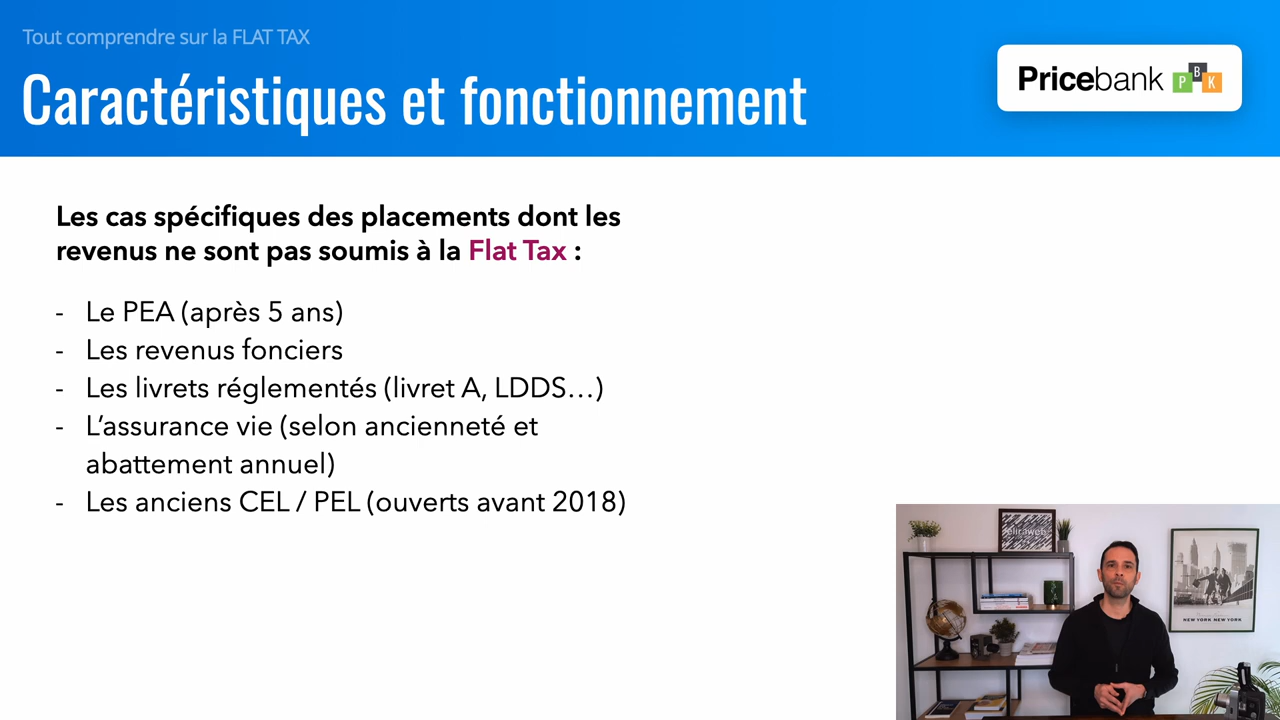 Tout comprendre sur la FLAT TAX
Caractéristiques et fonctionnement
Pricebank
P B K
Les cas spécifiques des placements dont les
revenus ne sont pas soumis à la Flat Tax :
- Le PEA (après 5 ans)
- Les revenus fonciers
- Les livrets réglementés (livret A, LDDS…)
- L’assurance vie (selon ancienneté et
abattement annuel)
- Les anciens CEL / PEL (ouverts avant 2018)
eliraweb
NEW YORK NEW YORK